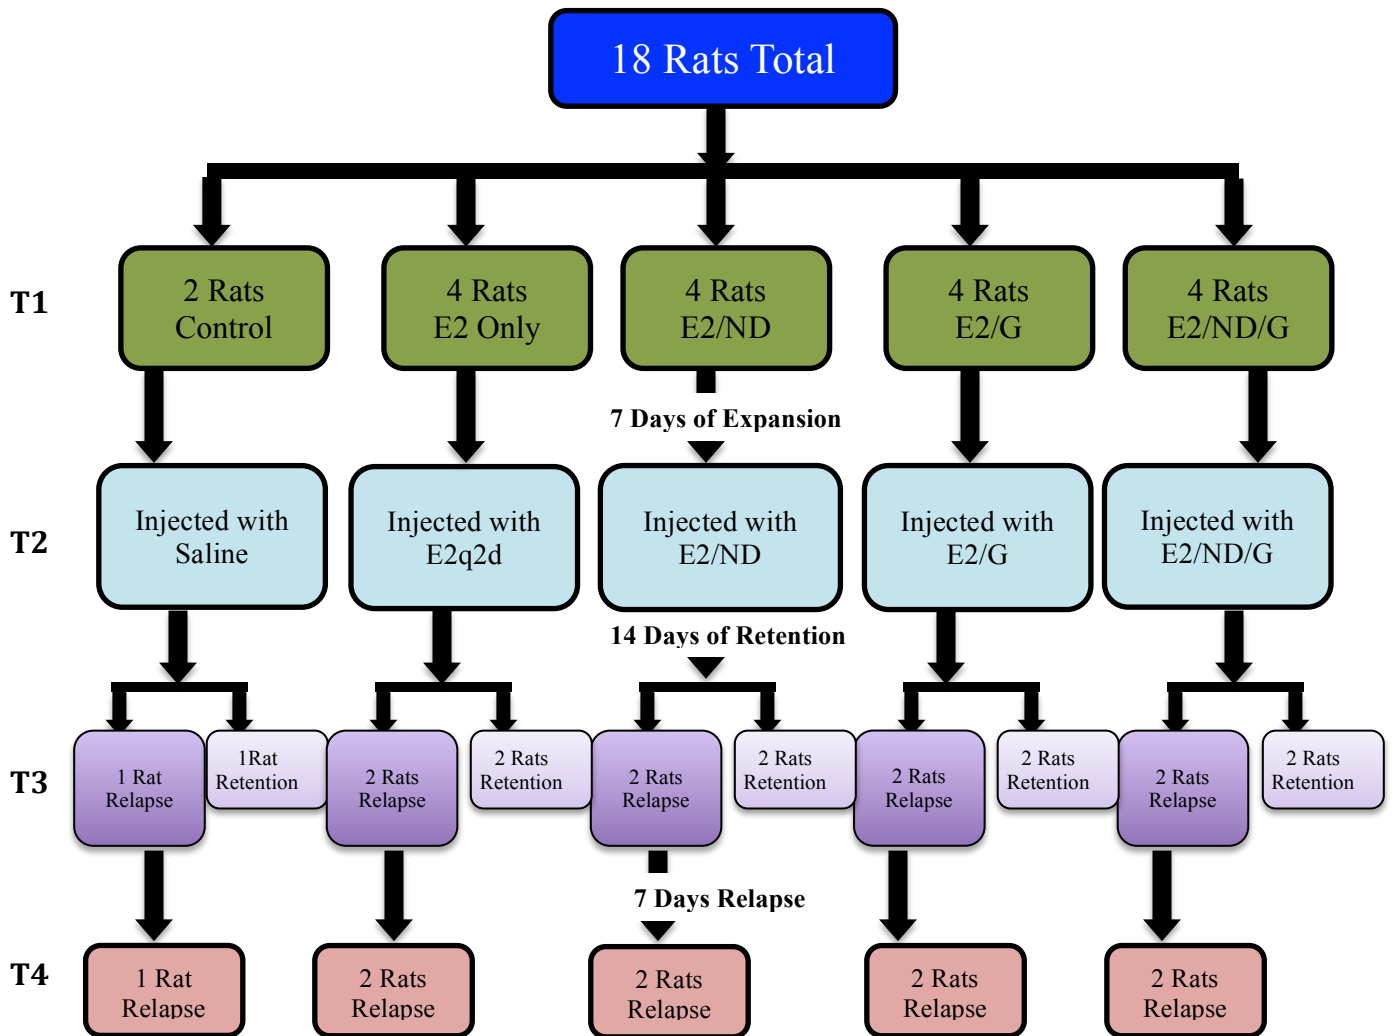 18 Rats Total
T1
2 Rats
Control
4 Rats
E2 Only
4 Rats
E2/ND
4 Rats
E2/G
4 Rats
E2/ND/G
7 Days of Expansion
T2
Injected with
Saline
Injected with
E2q2d
Injected with
E2/ND
Injected with
E2/G
Injected with
E2/ND/G
14 Days of Retention
T3
1 Rat
Relapse
1Rat
Retention
2 Rats
Relapse
2 Rats
Retention
2 Rats
Relapse
2 Rats
Retention
2 Rats
Relapse
2 Rats
Retention
2 Rats
Relapse
2 Rats
Retention
7 Days Relapse
T4
1 Rat
Relapse
2 Rats
Relapse
2 Rats
Relapse
2 Rats
Relapse
2 Rats
Relapse